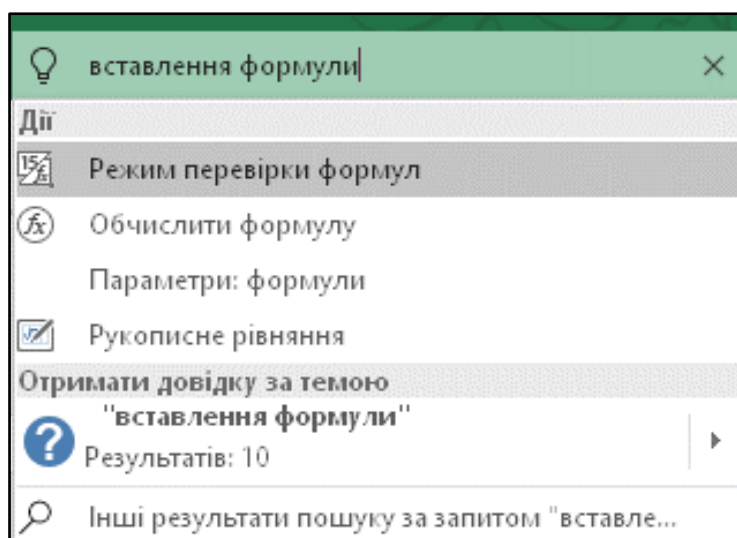 вставлення формули
Дії
Режим перевірки формул
Обчислити формулу
Параметри: формули
Рукописне рівняння
Отримати довідку за темою
"вставлення формули"
Результатів: 10
Інші результати пошуку за запитом "вставле...